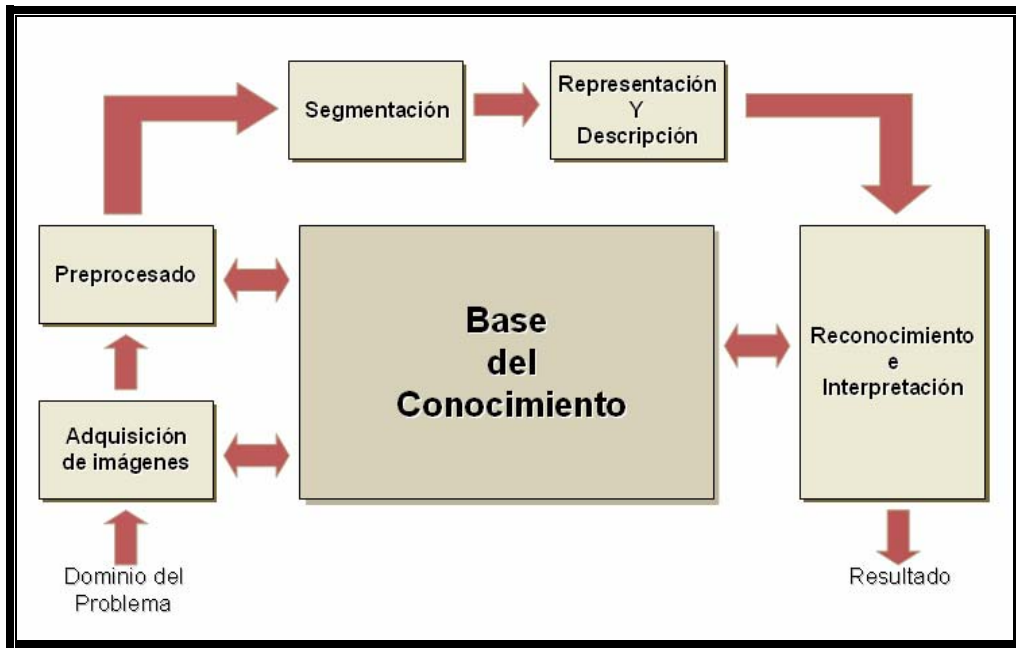 Segmentación
Representación
Y
Descripción
Preprocesado
Base
del
Conocimiento
Reconocimiento
e
Interpretación
Adquisición
de imágenes
Dominio del
Problema
Resultado